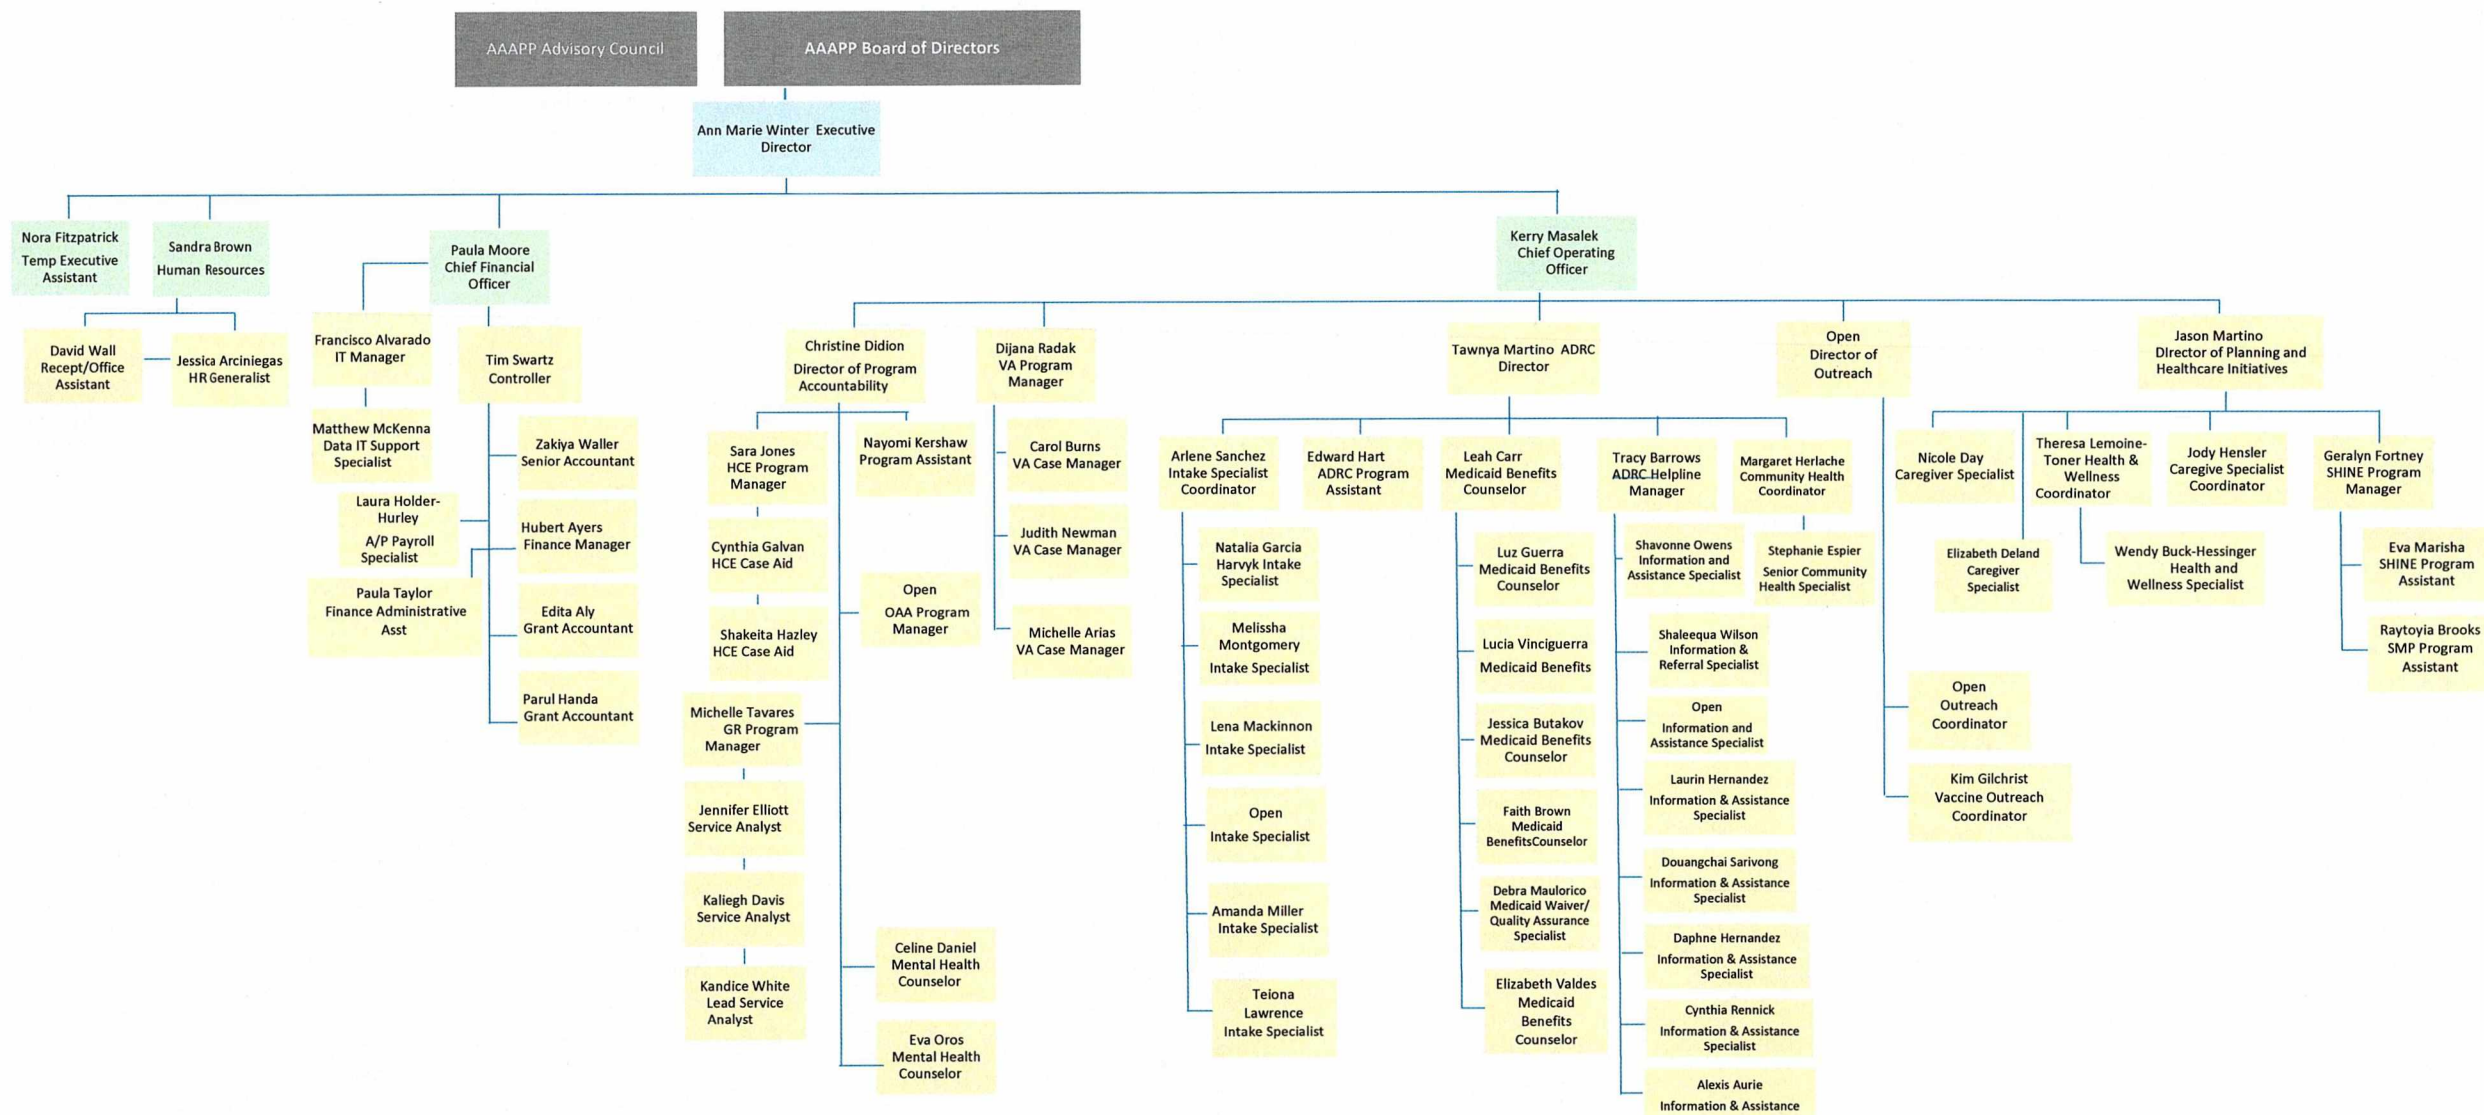 AAAPP Advisory Council
AAAPP Board of Directors
Ann Marie Winter Executive
Director
Nora Fitzpatrick
Temp Executive
Assistant
Sandra Brown
Human Resources
Paula Moore
Chief Financial
Officer
Kerry Masalek
Chief Operating
Officer
David Wall
Recept/Office
Assistant
Jessica Arciniegas
HR Generalist
Francisco Alvarado
IT Manager
Matthew McKenna
Data IT Support
Specialist
Tim Swartz
Controller
Zakiya Waller
Senior Accountant
Laura Holder-
Hurley
A/P Payroll
Specialist
Hubert Ayers
Finance Manager
Paula Taylor
Finance Administrative
Asst
Edita Aly
Grant Accountant
Parul Handa
Grant Accountant
Christine Didion
Director of Program
Accountability
Sara Jones
HCE Program
Manager
Cynthia Galvan
HCE Case Aid
Shakeita Hazley
HCE Case Aid
Nayomi Kershaw
Program Assistant
Open
OAA Program
Manager
Michelle Tavares
GR Program
Manager
Jennifer Elliott
Service Analyst
Kaliegh Davis
Service Analyst
Kandice White
Lead Service
Analyst
Celine Daniel
Mental Health
Counselor
Eva Oros
Mental Health
Counselor
Dijana Radak
VA Program
Manager
Carol Burns
VA Case Manager
Judith Newman
VA Case Manager
Michelle Arias
VA Case Manager
Tawnya Martino ADRC
Director
Arlene Sanchez
Intake Specialist
Coordinator
Natalia Garcia
Harvyk Intake
Specialist
Melissha
Montgomery
Intake Specialist
Lena Mackinnon
Intake Specialist
Open
Intake Specialist
Amanda Miller
Intake Specialist
Teiona
Lawrence
Intake Specialist
Edward Hart
ADRC Program
Assistant
Leah Carr
Medicaid Benefits
Counselor
Luz Guerra
Medicaid Benefits
Counselor
Lucia Vinciguerra
Medicaid Benefits
Jessica Butakov
Medicaid Benefits
Counselor
Faith Brown
Medicaid
BenefitsCounselor
Debra Maulorico
Medicaid Waiver/
Quality Assurance
Specialist
Elizabeth Valdes
Medicaid
Benefits
Counselor
Tracy Barrows
ADRC Helpline
Manager
Shavonne Owens
Information and
Assistance Specialist
Shaleequa Wilson
Information &
Referral Specialist
Open
Information and
Assistance Specialist
Laurin Hernandez
Information & Assistance
Specialist
Douangchai Sarivong
Information & Assistance
Specialist
Daphne Hernandez
Information & Assistance
Specialist
Cynthia Rennick
Information & Assistance
Specialist
Alexis Aurie
Information & Assistance
Margaret Herlache
Community Health
Coordinator
Stephanie Espier
Senior Community
Health Specialist
Open
Director of
Outreach
Open
Outreach
Coordinator
Kim Gilchrist
Vaccine Outreach
Coordinator
Jason Martino
Director of Planning and
Healthcare Initiatives
Nicole Day
Caregiver Specialist
Elizabeth Deland
Caregiver
Specialist
Theresa Lemoine-
Toner Health &
Wellness
Coordinator
Wendy Buck-Hessinger
Health and
Wellness Specialist
Jody Hensler
Caregive Specialist
Coordinator
Geralyn Fortney
SHINE Program
Manager
Eva Marisha
SHINE Program
Assistant
Raytoyia Brooks
SMP Program
Assistant